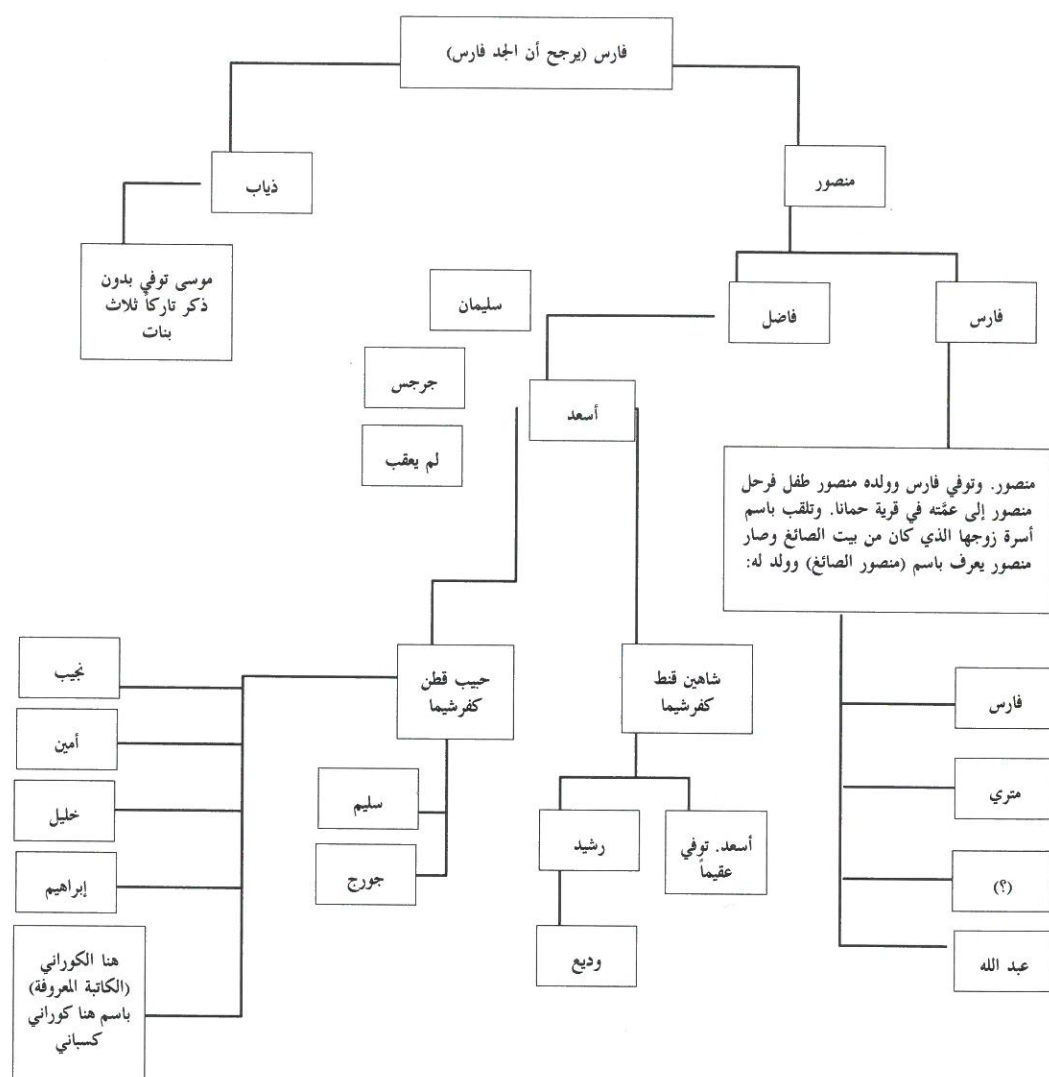 فارس (يرجح أن الجد فارس)
منصور
ذياب
فارس
فاضل
سليمان
موسى توفي بدون
ذكر تاركاً ثلاث
بنات
جرجس
أسعد
لم يعقب
منصور. وتوفي فارس وولده منصور طفل فرحل
منصور إلى عمَّته في قرية حمانا. وتلقب باسم
أسرة زوجها الذي كان من بيت الصائغ وصار
منصور يعرف باسم (منصور الصائغ) وولد له:
فارس
متري
(؟)
عبد الله
شاهين قنط
كفرشيما
حبيب قطن
كفرشيما
أسعد. توفي
عقيماً
رشيد
وديع
سليم
جورج
نجيب
أمين
خليل
إبراهيم
هنا الكوراني
(الكاتبة المعروفة)
باسم هنا كوراني
كسباني